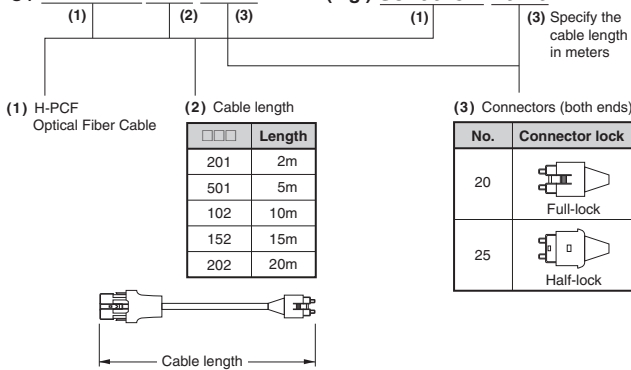 (1) (2) (3) (1) (3) Specify the
cable length
in meters
(1) H-PCF
Optical Fiber Cable
(2) Cable length
□□□ Length
201 2m
501 5m
102 10m
152 15m
202 20m
Cable length
(3) Connectors (both ends)
No. Connector lock
20
Full-lock
25
Half-lock